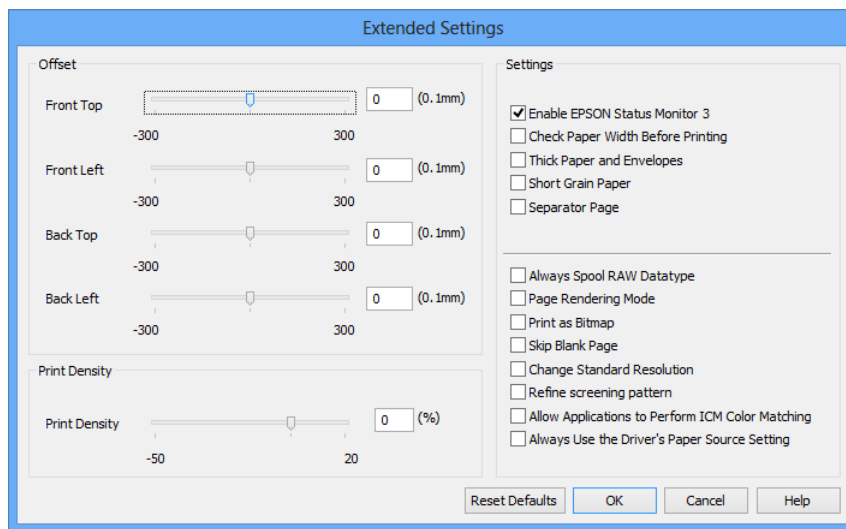 Extended Settings
Offset
Front Top
0 (0.1mm)
-300 300
Front Left
0 (0.1mm)
-300 300
Back Top
0 (0.1mm)
-300 300
Back Left
0 (0.1mm)
-300 300
Print Density
Print Density
0 (%)
-50 20
Settings
Enable EPSON Status Monitor 3
Check Paper Width Before Printing
Thick Paper and Envelopes
Short Grain Paper
Separator Page
Always Spool RAW Datatype
Page Rendering Mode
Print as Bitmap
Skip Blank Page
Change Standard Resolution
Refine screening pattern
Allow Applications to Perform ICM Color Matching
Always Use the Driver's Paper Source Setting
Reset Defaults OK Cancel Help